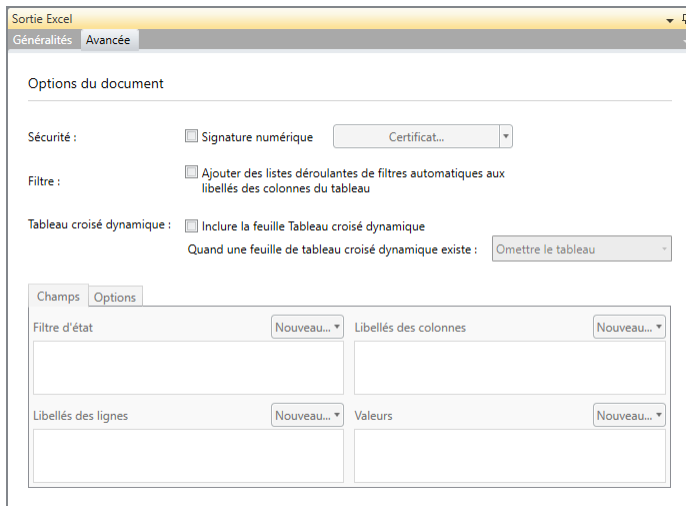 Sortie Excel
Généralités Avancée
Options du document
Sécurité : Signature numérique Certificat...
Filtre : Ajouter des listes déroulantes de filtres automatiques aux
libellés des colonnes du tableau
Tableau croisé dynamique : Inclure la feuille Tableau croisé dynamique
Quand une feuille de tableau croisé dynamique existe : Omettre le tableau
Champs Options
Filtre d'état Nouveau... Libellés des colonnes Nouveau...
Libellés des lignes Nouveau... Valeurs Nouveau...